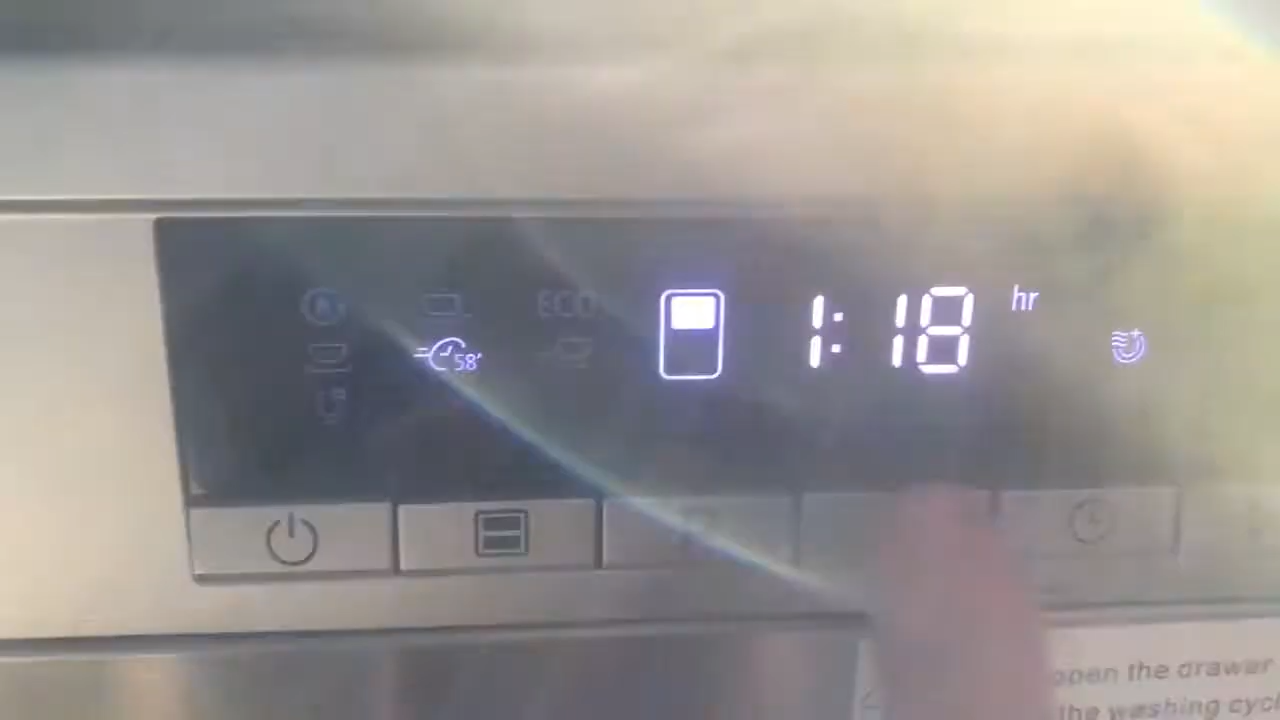 ECO
1:18 hr
58'
open the drawer
the washing cyc